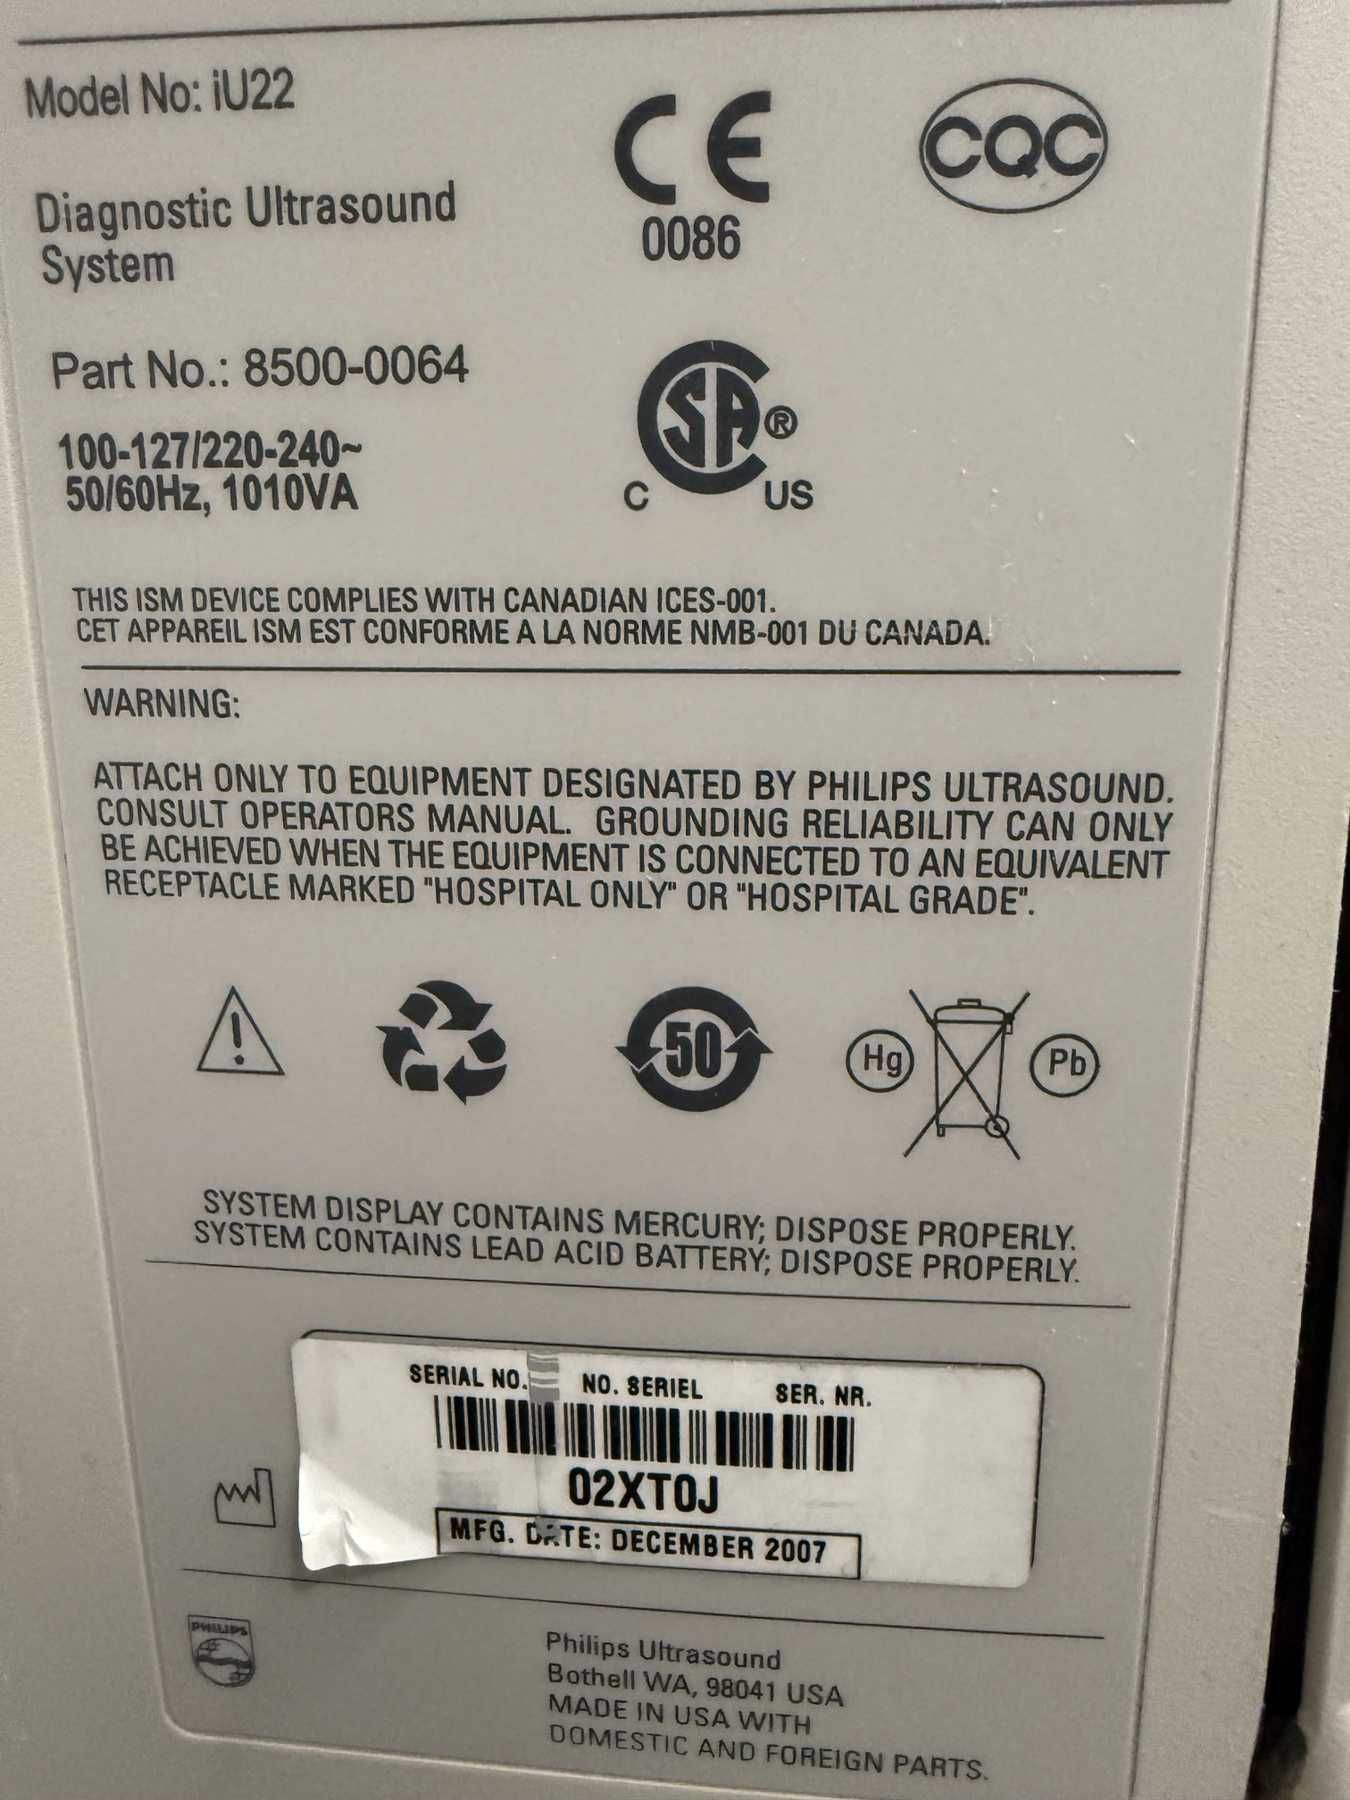 Model No: iU22
CE
0086
CQC
Diagnostic Ultrasound
System
Part No.: 8500-0064
SA®
C US
100-127/220-240~
50/60Hz, 1010VA
THIS ISM DEVICE COMPLIES WITH CANADIAN ICES-001.
CET APPAREIL ISM EST CONFORME A LA NORME NMB-001 DU CANADA.
WARNING:
ATTACH ONLY TO EQUIPMENT DESIGNATED BY PHILIPS ULTRASOUND.
CONSULT OPERATORS MANUAL. GROUNDING RELIABILITY CAN ONLY
BE ACHIEVED WHEN THE EQUIPMENT IS CONNECTED TO AN EQUIVALENT
RECEPTACLE MARKED "HOSPITAL ONLY" OR "HOSPITAL GRADE".
50
Hg
Pb
SYSTEM DISPLAY CONTAINS MERCURY; DISPOSE PROPERLY.
SYSTEM CONTAINS LEAD ACID BATTERY; DISPOSE PROPERLY.
SERIAL NO. NO. SERIEL SER. NR.
02XT0J
MFG. DATE: DECEMBER 2007
PHILIPS
Philips Ultrasound
Bothell WA, 98041 USA
MADE IN USA WITH
DOMESTIC AND FOREIGN PARTS.